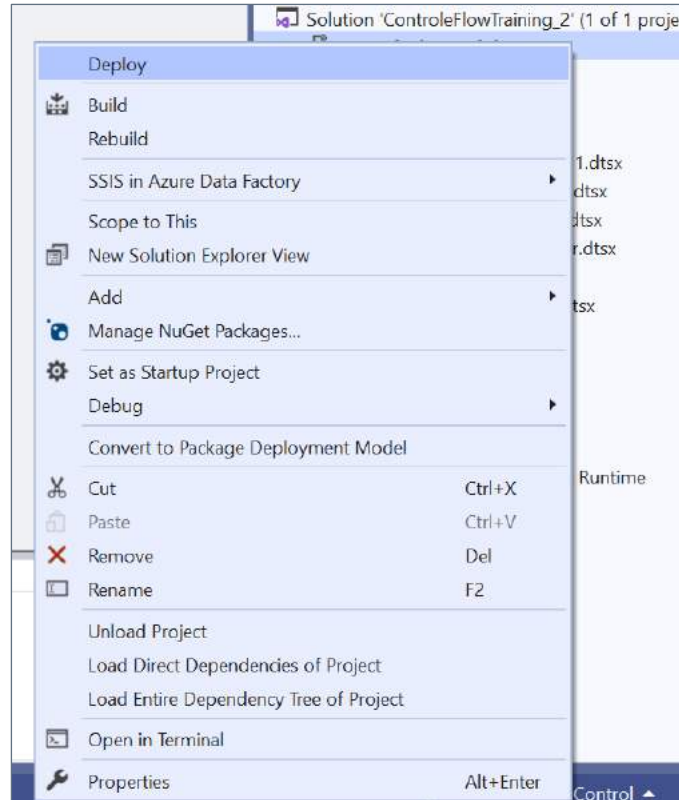 Solution 'ControleFlowTraining_2' (1 of 1 proje
Deploy
Build
Rebuild
1.dtsx
SSIS in Azure Data Factory
dtsx
Scope to This
dtsx
New Solution Explorer View
r.dtsx
Add
tsx
Manage NuGet Packages...
Set as Startup Project
Debug
Convert to Package Deployment Model
Runtime
Cut Ctrl+X
Paste Ctrl+V
Remove Del
Rename F2
Unload Project
Load Direct Dependencies of Project
Load Entire Dependency Tree of Project
Open in Terminal
Properties Alt+Enter
Control